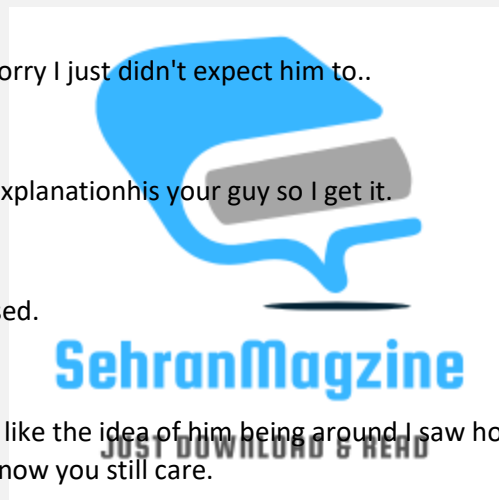 orry I just didn't expect him to..
xplanationhis your guy so I get it.
sed.
SehranMagzine
like the idea of him being around I saw ho
JUST DOWNLOAD & READ
now you still care.